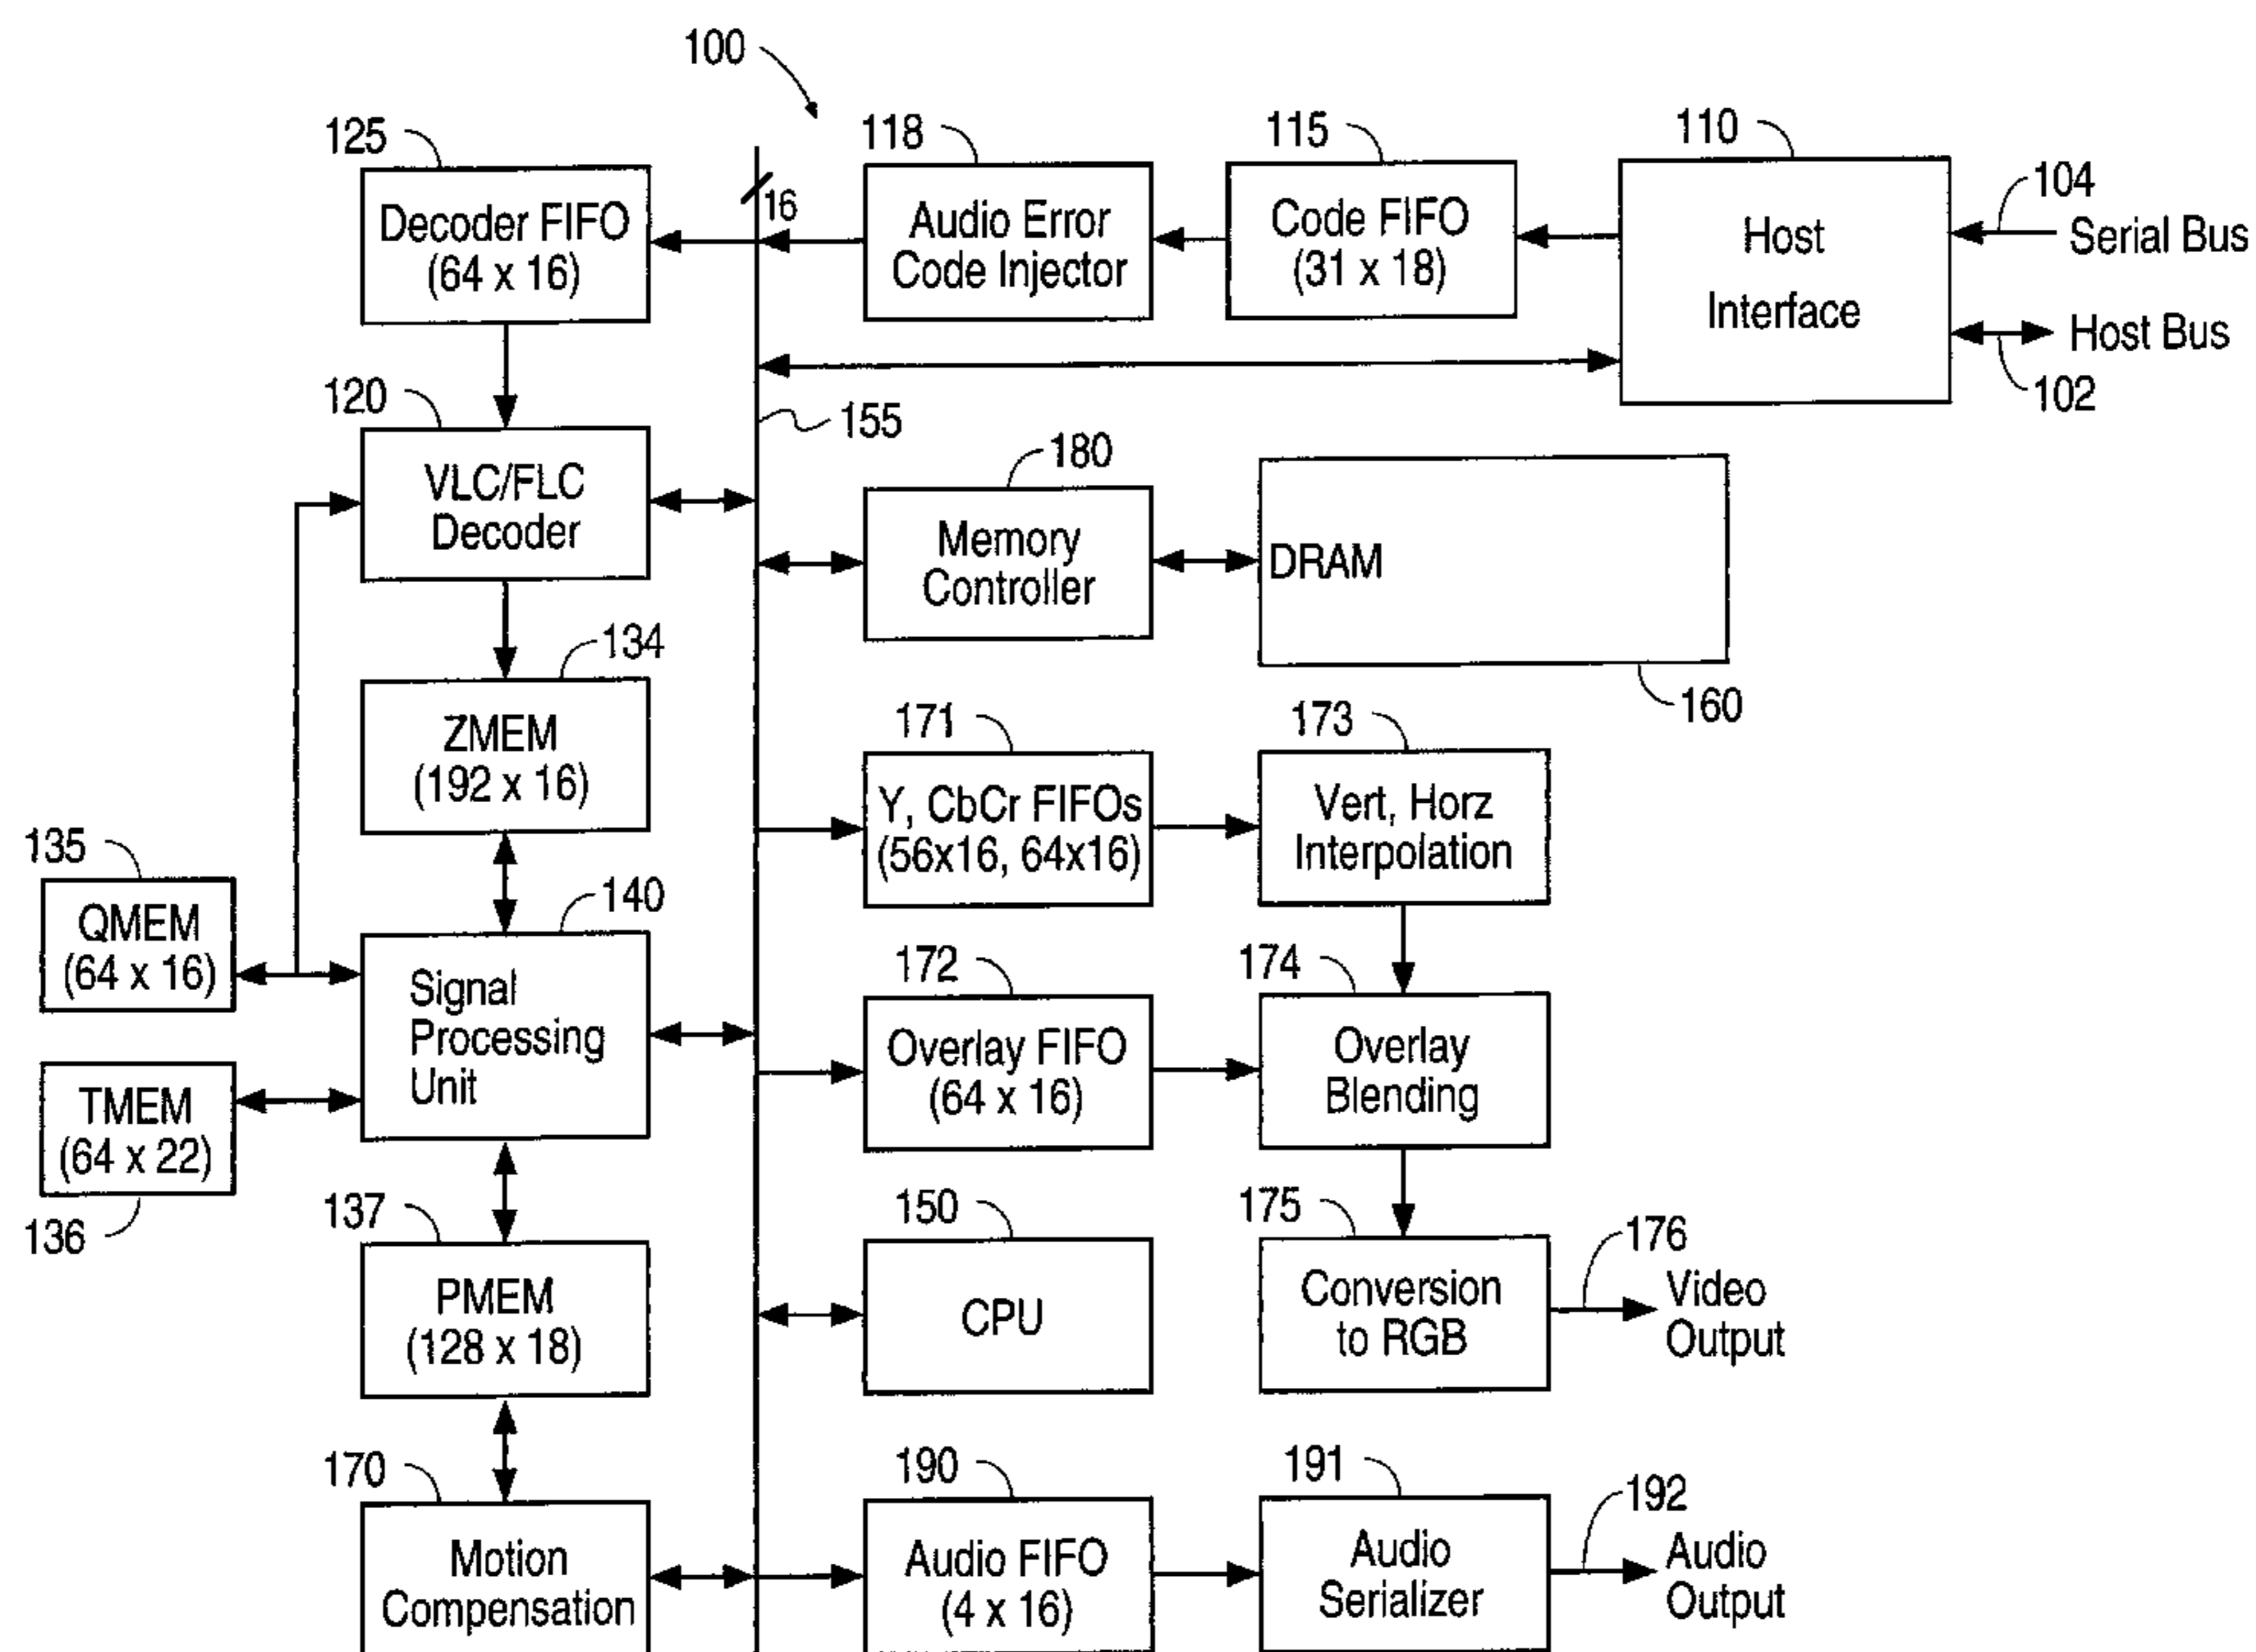 100
125
118
115
110
104
Decoder FIFO
(64 x 16)
16
Audio Error
Code Injector
Code FIFO
(31 x 18)
Host
Interface
Serial Bus
Host Bus
102
120
155
VLC/FLC
Decoder
180
Memory
Controller
DRAM
160
134
ZMEM
(192 x 16)
171
Y, CbCr FIFOs
(56x16, 64x16)
173
Vert, Horz
Interpolation
135
QMEM
(64 x 16)
140
Signal
Processing
Unit
172
Overlay FIFO
(64 x 16)
174
Overlay
Blending
TMEM
(64 x 22)
136
137
PMEM
(128 x 18)
150
CPU
175
Conversion
to RGB
176
Video
Output
170
Motion
Compensation
190
Audio FIFO
(4 x 16)
191
Audio
Serializer
192
Audio
Output